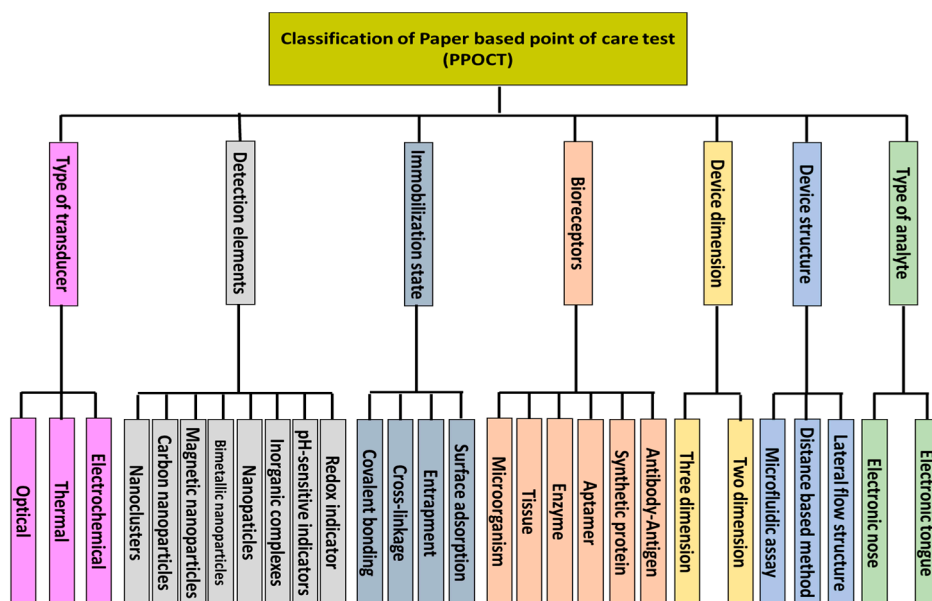 Classification of Paper based point of care test
(PPOCT)
Type of transducer
Detection elements
Immobilization state
Bioreceptors
Device dimension
Device structure
Type of analyte
Optical
Thermal
Electrochemical
Nanoclusters
Carbon nanoparticles
Magnetic nanoparticles
Bimetallic nanoparticles
Nanopaticles
Inorganic complexes
pH-sensitive indicators
Redox indicator
Covalent bonding
Cross-linkage
Entrapment
Surface adsorption
Microorganism
Tissue
Enzyme
Aptamer
Synthetic protein
Antibody-Antigen
Three dimension
Two dimension
Microfluidic assay
Distance based method
Lateral flow structure
Electronic nose
Electronic tongue